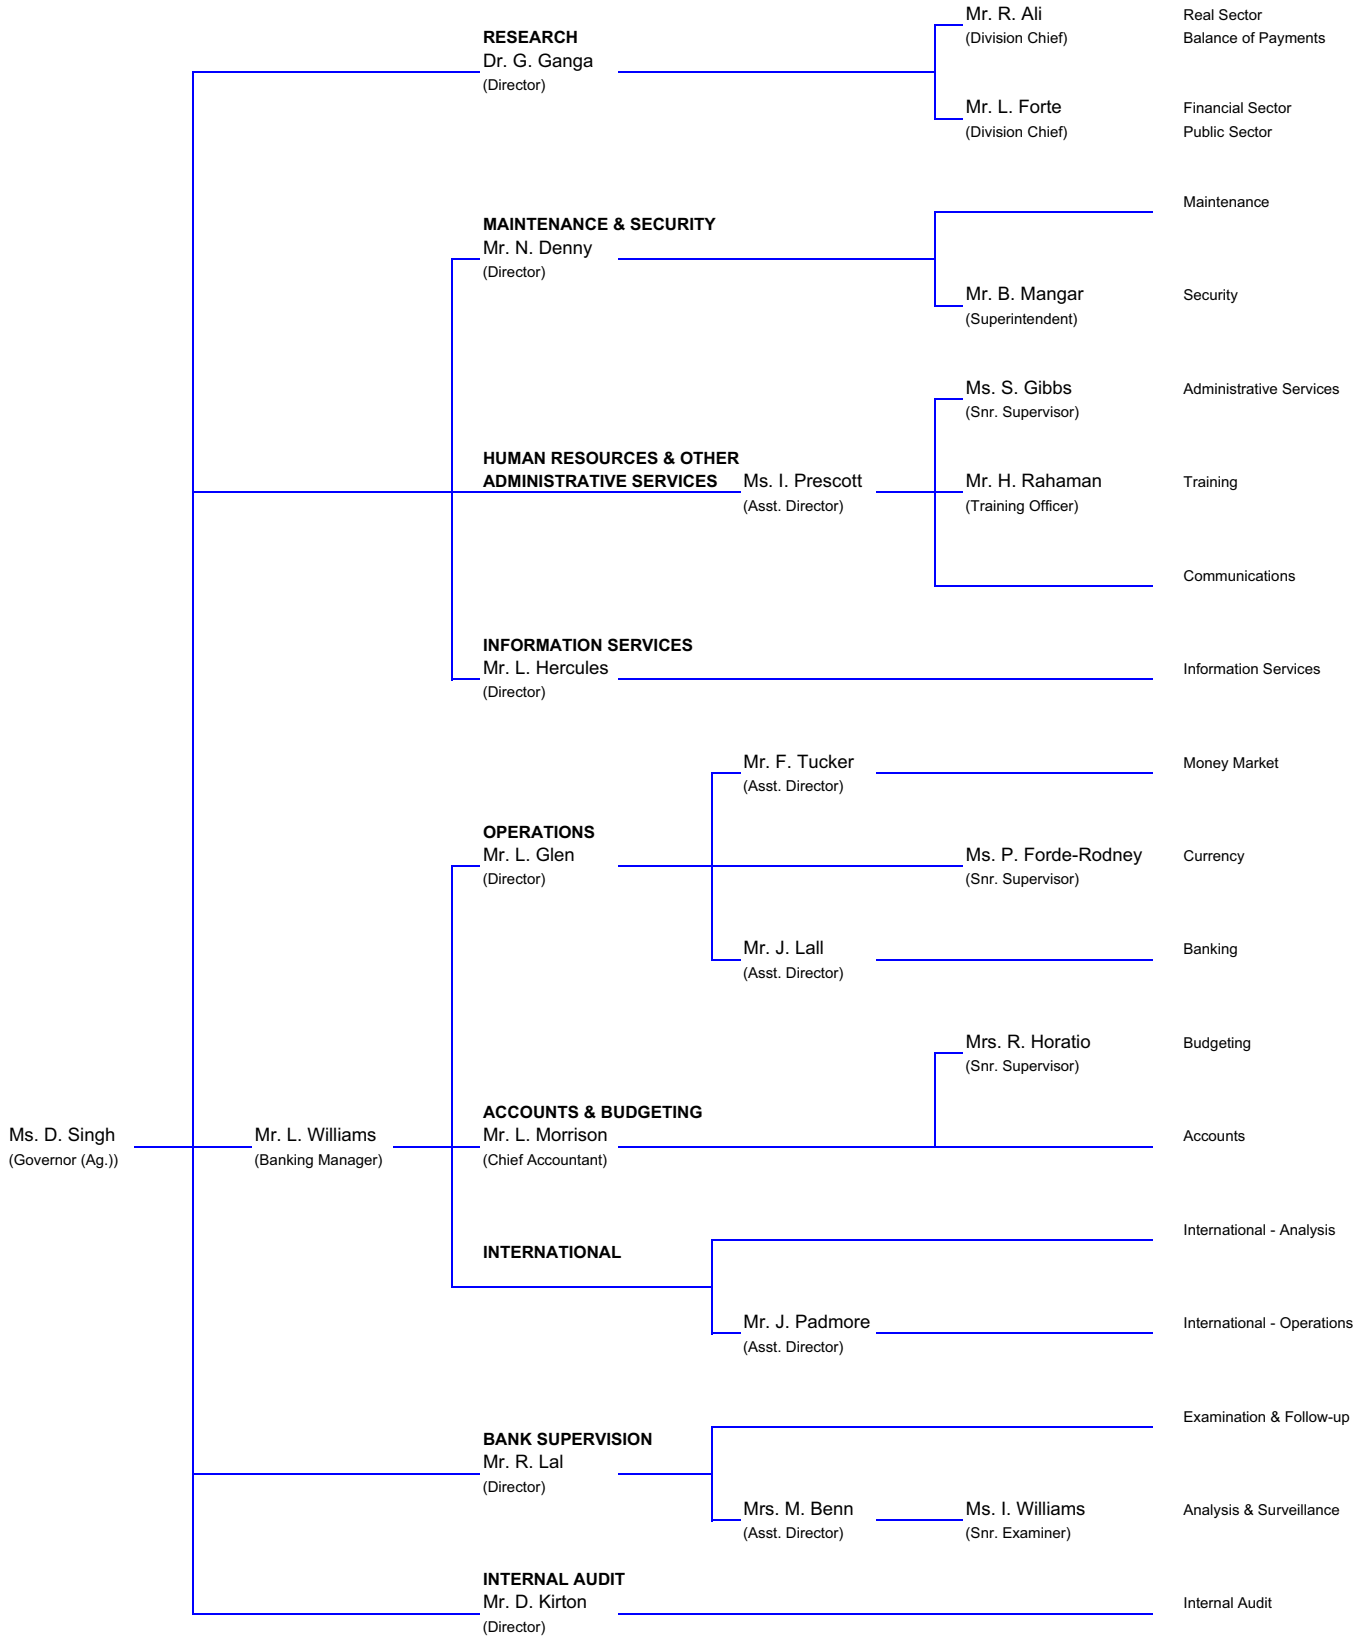 Mr. R. Ali
Real Sector
RESEARCH
(Division Chief)
Balance of Payments
Dr. G. Ganga
(Director)
Mr. L. Forte
Financial Sector
(Division Chief)
Public Sector
Maintenance
MAINTENANCE & SECURITY
Mr. N. Denny
(Director)
Mr. B. Mangar
Security
(Superintendent)
Ms. S. Gibbs
Administrative Services
(Snr. Supervisor)
HUMAN RESOURCES & OTHER
ADMINISTRATIVE SERVICES
Ms. I. Prescott
(Asst. Director)
Mr. H. Rahaman
Training
(Training Officer)
Communications
INFORMATION SERVICES
Mr. L. Hercules
(Director)
Information Services
Mr. F. Tucker
(Asst. Director)
Money Market
OPERATIONS
Mr. L. Glen
(Director)
Ms. P. Forde-Rodney
Currency
(Snr. Supervisor)
Mr. J. Lall
(Asst. Director)
Banking
Mrs. R. Horatio
Budgeting
(Snr. Supervisor)
ACCOUNTS & BUDGETING
Ms. D. Singh
(Governor (Ag.))
Mr. L. Williams
(Banking Manager)
Mr. L. Morrison
(Chief Accountant)
Accounts
International - Analysis
INTERNATIONAL
Mr. J. Padmore
(Asst. Director)
International - Operations
Examination & Follow-up
BANK SUPERVISION
Mr. R. Lal
(Director)
Mrs. M. Benn
(Asst. Director)
Ms. I. Williams
(Snr. Examiner)
Analysis & Surveillance
INTERNAL AUDIT
Mr. D. Kirton
(Director)
Internal Audit